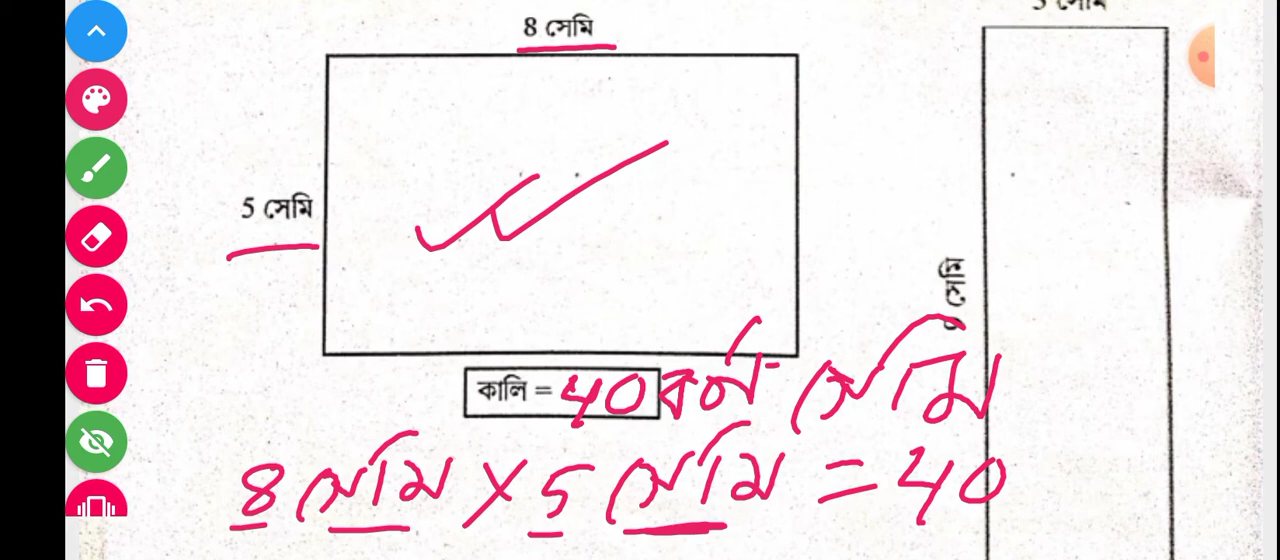 8 সেমি
5 সেমি
কালি = 40 বর্গ সেমি
8 সেমি X 5 সেমি = 40
সেমি
সেমি